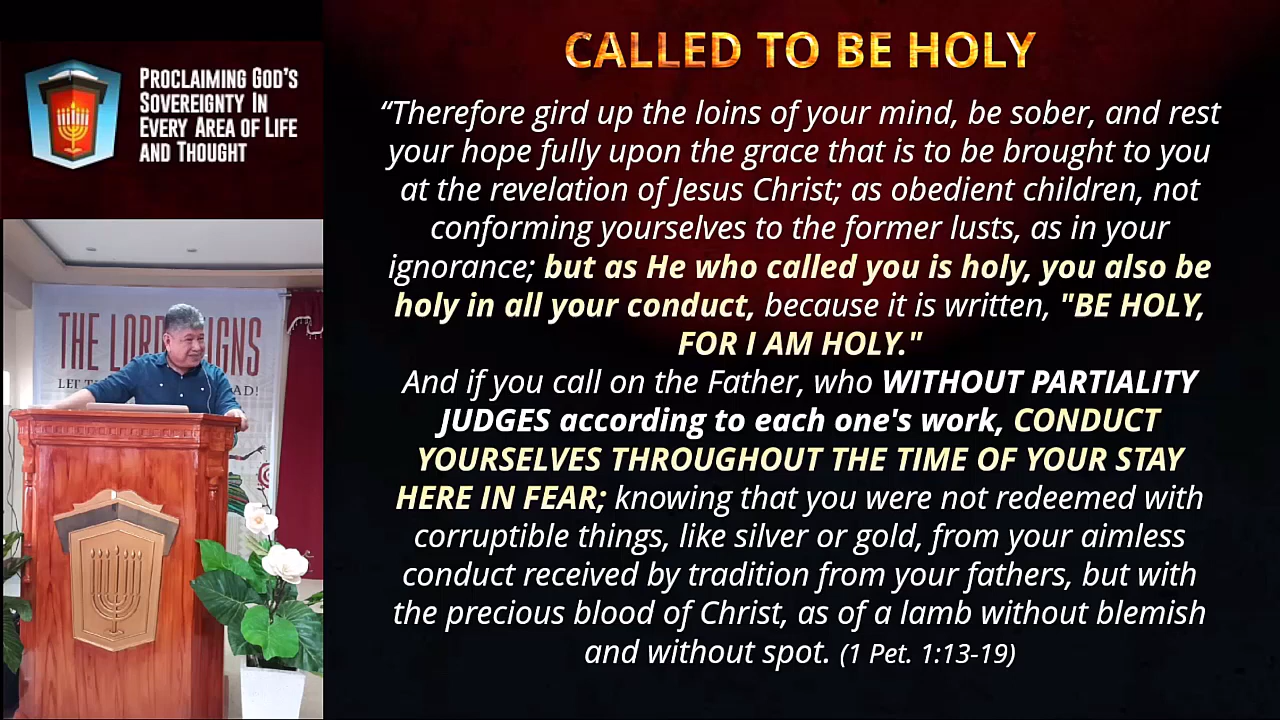 PROCLAIMING GOD'S
SOVEREIGNTY IN
EVERY AREA OF LIFE
AND THOUGHT
THE LORD IGNS
LET AD!
CALLED TO BE HOLY
“Therefore gird up the loins of your mind, be sober, and rest
your hope fully upon the grace that is to be brought to you
at the revelation of Jesus Christ; as obedient children, not
conforming yourselves to the former lusts, as in your
ignorance; but as He who called you is holy, you also be
holy in all your conduct, because it is written, "BE HOLY,
FOR I AM HOLY."
And if you call on the Father, who WITHOUT PARTIALITY
JUDGES according to each one's work, CONDUCT
YOURSELVES THROUGHOUT THE TIME OF YOUR STAY
HERE IN FEAR; knowing that you were not redeemed with
corruptible things, like silver or gold, from your aimless
conduct received by tradition from your fathers, but with
the precious blood of Christ, as of a lamb without blemish
and without spot. (1 Pet. 1:13-19)